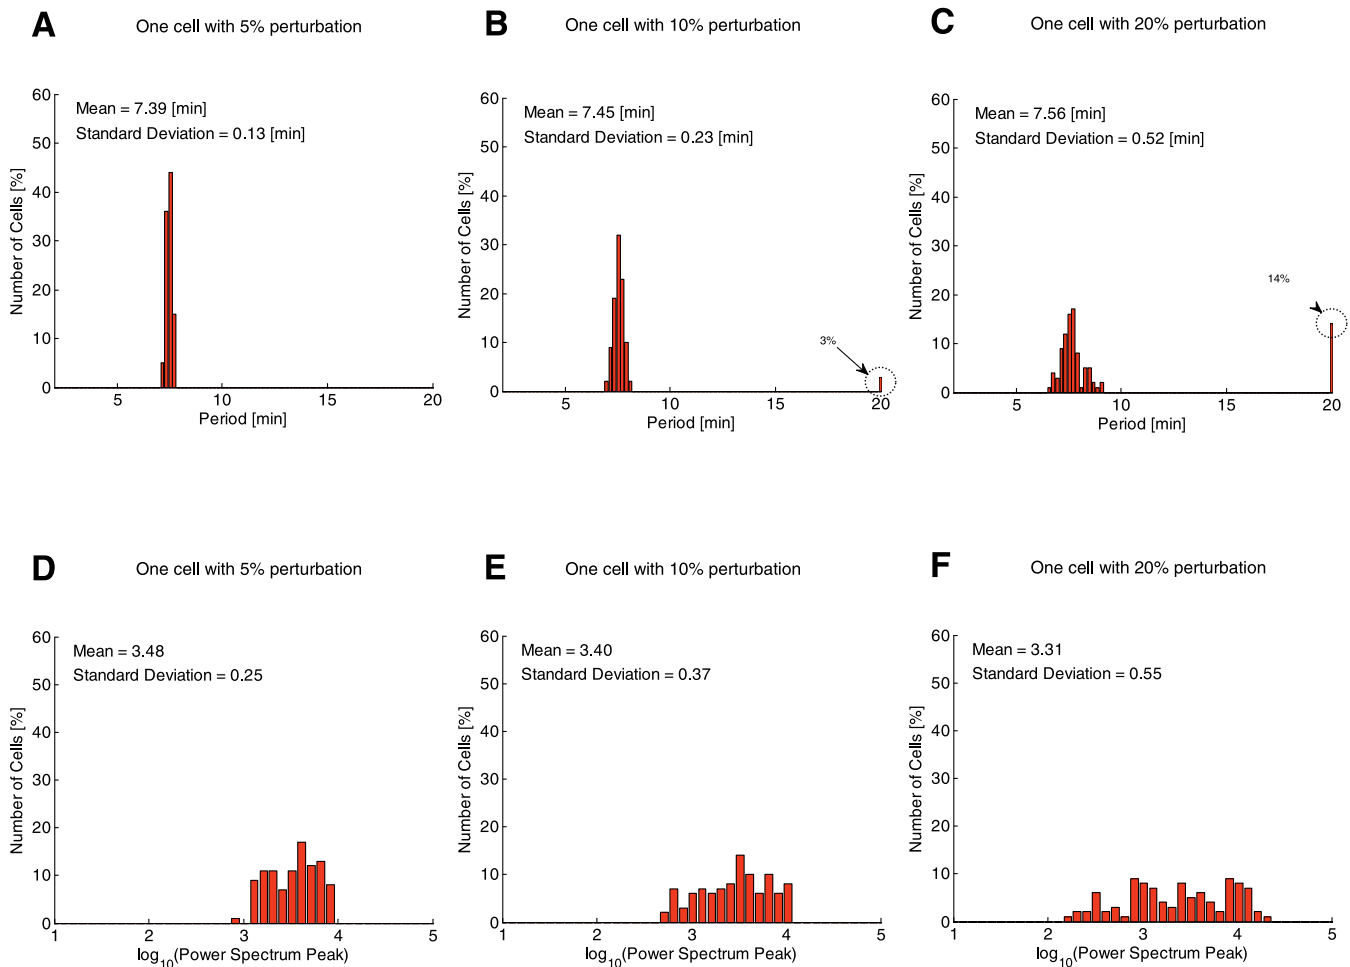 A
One cell with 5% perturbation
Mean = 7.39 [min]
Standard Deviation = 0.13 [min]
Number of Cells [%]
60
50
40
30
20
10
0
5
10
15
20
Period [min]
B
One cell with 10% perturbation
Mean = 7.45 [min]
Standard Deviation = 0.23 [min]
Number of Cells [%]
60
50
40
30
20
10
0
3%
5
10
15
20
Period [min]
C
One cell with 20% perturbation
Mean = 7.56 [min]
Standard Deviation = 0.52 [min]
Number of Cells [%]
60
50
40
30
20
10
0
14%
5
10
15
20
Period [min]
D
One cell with 5% perturbation
Mean = 3.48
Standard Deviation = 0.25
Number of Cells [%]
60
50
40
30
20
10
0
1
2
3
4
5
log10(Power Spectrum Peak)
E
One cell with 10% perturbation
Mean = 3.40
Standard Deviation = 0.37
Number of Cells [%]
60
50
40
30
20
10
0
1
2
3
4
5
log10(Power Spectrum Peak)
F
One cell with 20% perturbation
Mean = 3.31
Standard Deviation = 0.55
Number of Cells [%]
60
50
40
30
20
10
0
1
2
3
4
5
log10(Power Spectrum Peak)